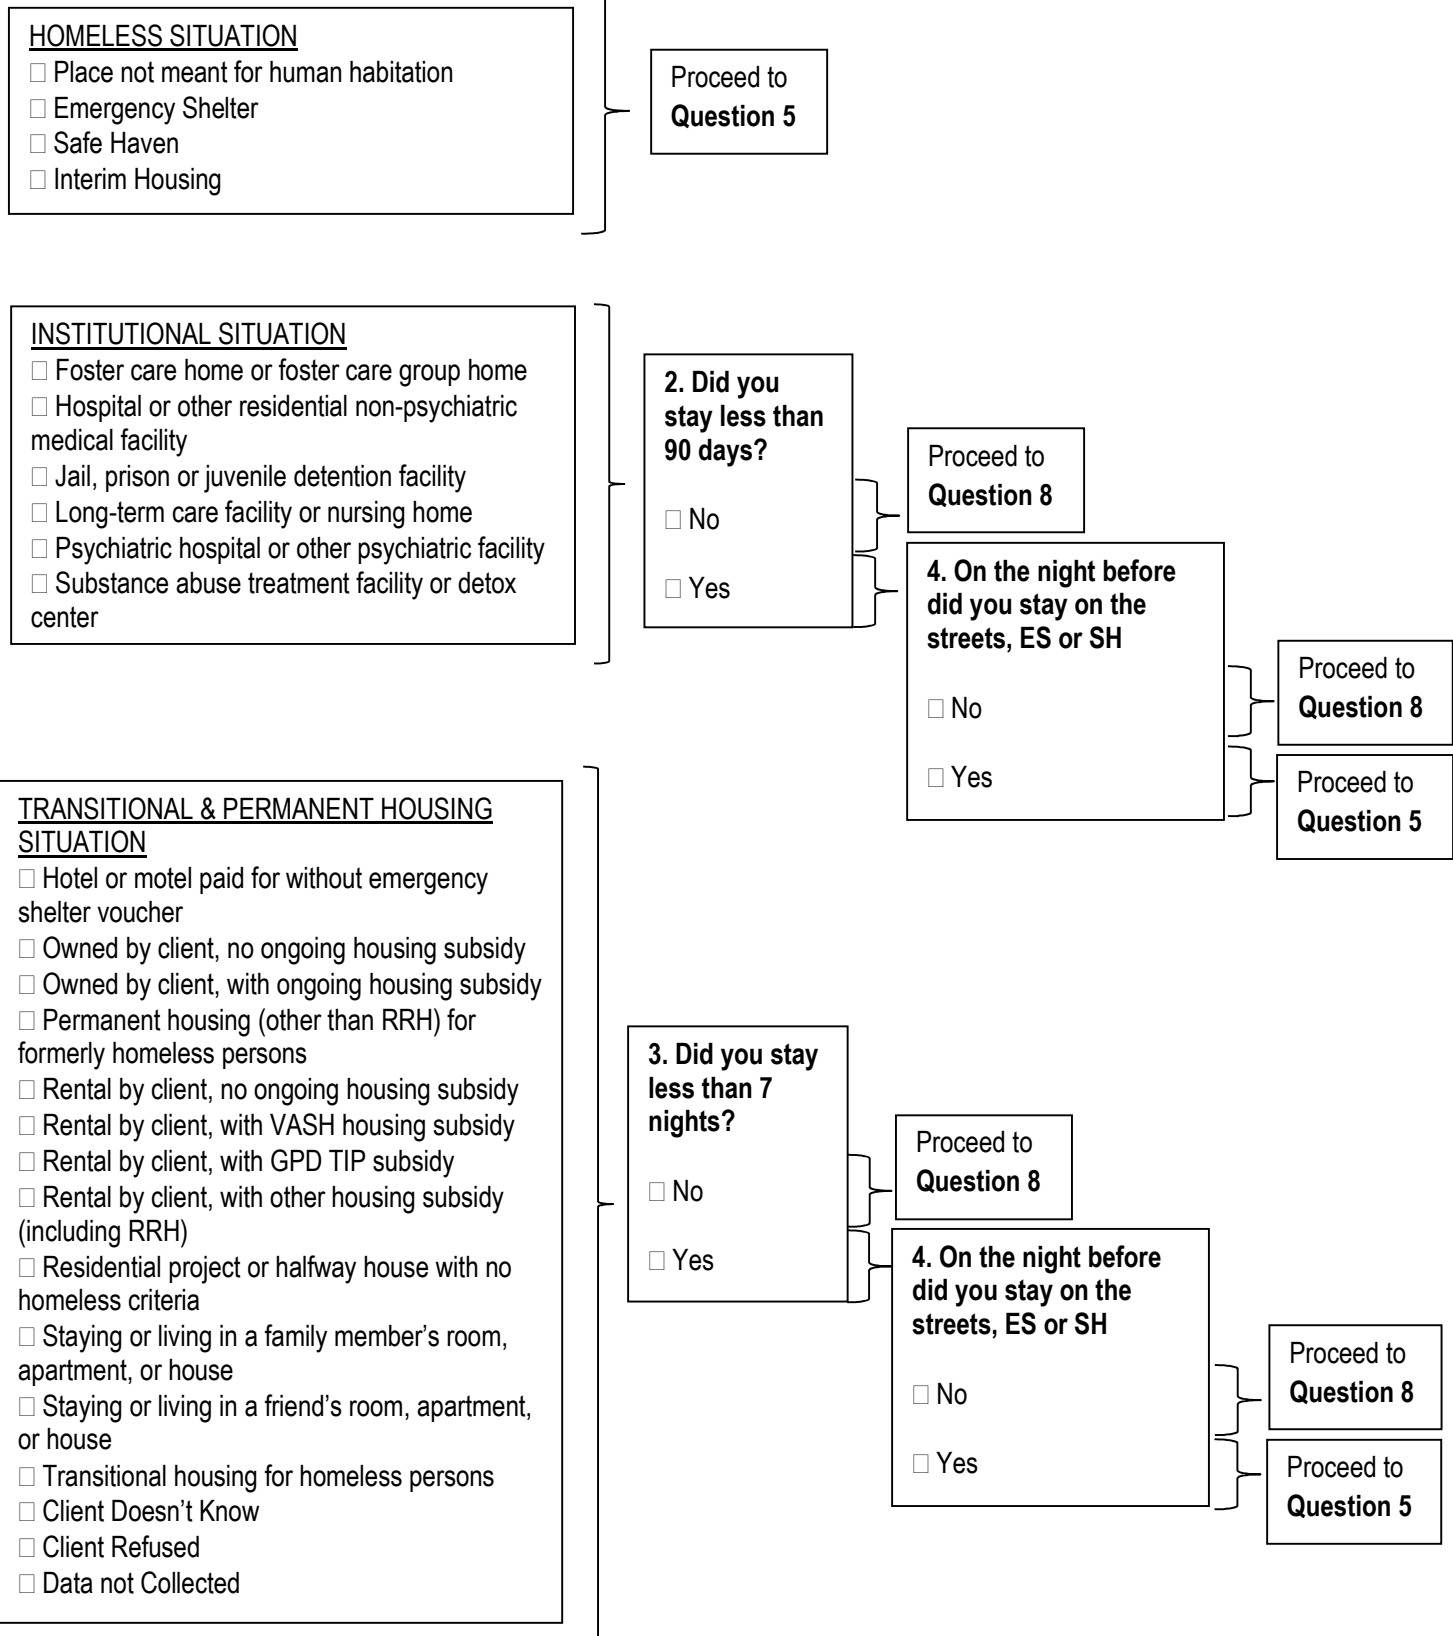 HOMELESS SITUATION
☐ Place not meant for human habitation
☐ Emergency Shelter
☐ Safe Haven
☐ Interim Housing
Proceed to
Question 5
INSTITUTIONAL SITUATION
☐ Foster care home or foster care group home
☐ Hospital or other residential non-psychiatric
medical facility
☐ Jail, prison or juvenile detention facility
☐ Long-term care facility or nursing home
☐ Psychiatric hospital or other psychiatric facility
☐ Substance abuse treatment facility or detox
center
2. Did you
stay less than
90 days?
☐ No
☐ Yes
Proceed to
Question 8
4. On the night before
did you stay on the
streets, ES or SH
☐ No
☐ Yes
Proceed to
Question 8
Proceed to
Question 5
TRANSITIONAL & PERMANENT HOUSING
SITUATION
☐ Hotel or motel paid for without emergency
shelter voucher
☐ Owned by client, no ongoing housing subsidy
☐ Owned by client, with ongoing housing subsidy
☐ Permanent housing (other than RRH) for
formerly homeless persons
☐ Rental by client, no ongoing housing subsidy
☐ Rental by client, with VASH housing subsidy
☐ Rental by client, with GPD TIP subsidy
☐ Rental by client, with other housing subsidy
(including RRH)
☐ Residential project or halfway house with no
homeless criteria
☐ Staying or living in a family member's room,
apartment, or house
☐ Staying or living in a friend's room, apartment,
or house
☐ Transitional housing for homeless persons
☐ Client Doesn't Know
☐ Client Refused
☐ Data not Collected
3. Did you stay
less than 7
nights?
☐ No
☐ Yes
Proceed to
Question 8
4. On the night before
did you stay on the
streets, ES or SH
☐ No
☐ Yes
Proceed to
Question 8
Proceed to
Question 5